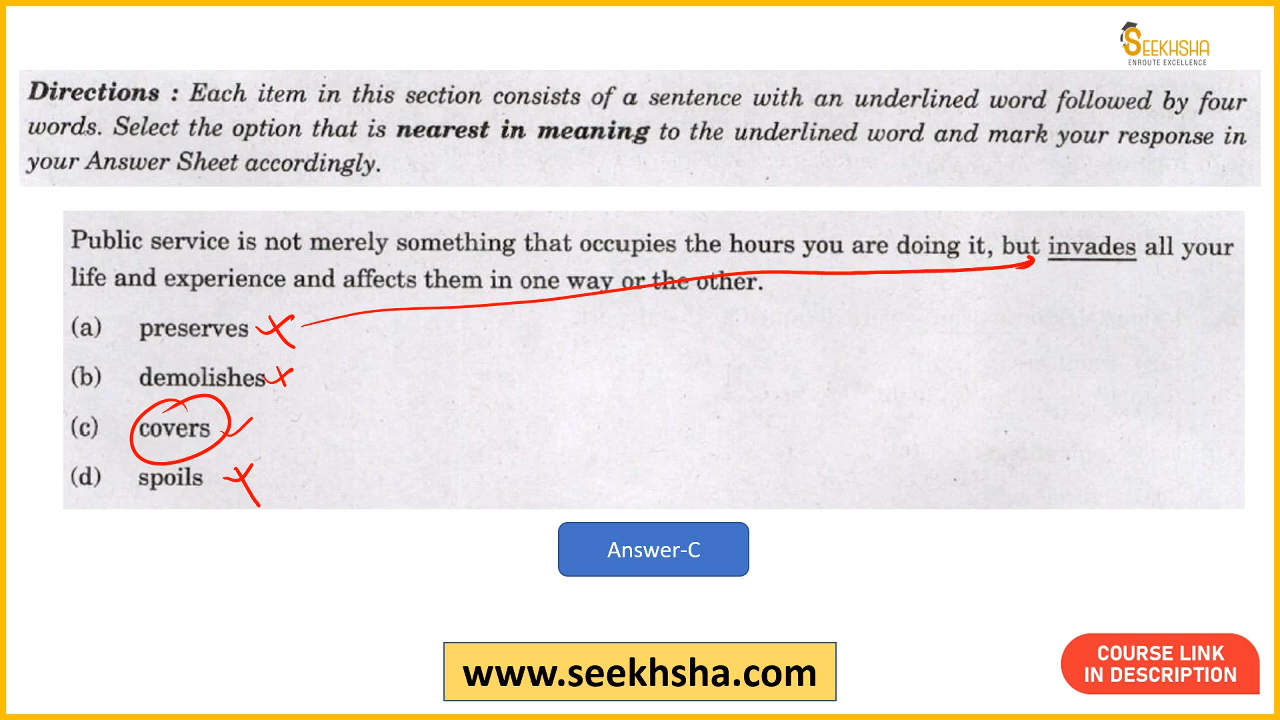 SEEKHSHA
ENROUTE EXCELLENCE
Directions : Each item in this section consists of a sentence with an underlined word followed by four
words. Select the option that is nearest in meaning to the underlined word and mark your response in
your Answer Sheet accordingly.
Public service is not merely something that occupies the hours you are doing it, but invades all your
life and experience and affects them in one way or the other.
(a) preserves
(b) demolishes
(c) covers
(d) spoils
Answer-C
www.seekhsha.com
COURSE LINK
IN DESCRIPTION